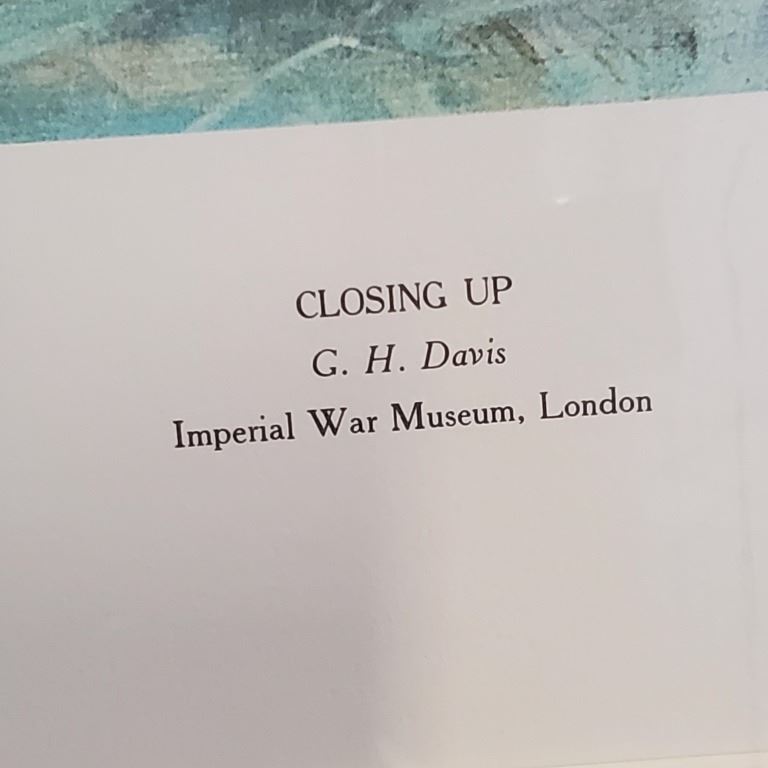 CLOSING UP
G. H. Davis
Imperial War Museum, London